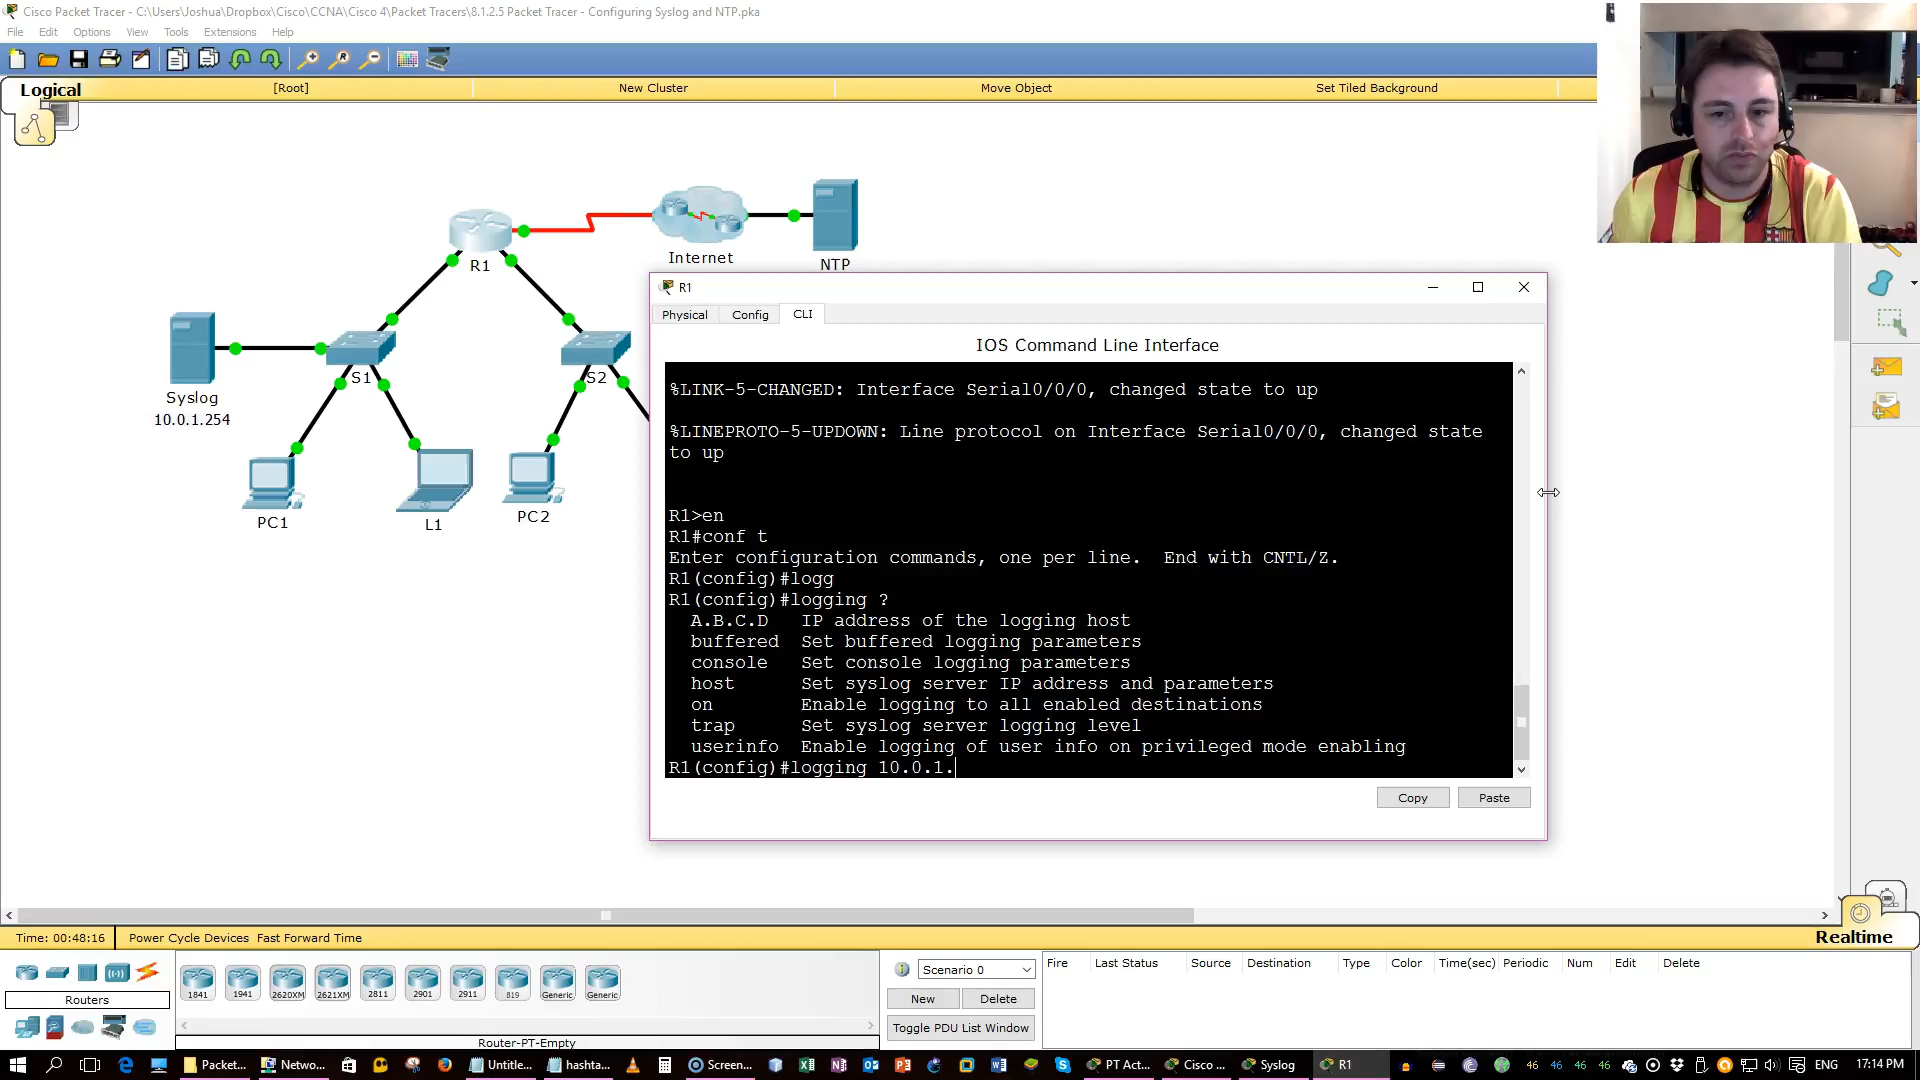 Cisco Packet Tracer - C:\Users\Joshua\Dropbox\Cisco\CCNA\Cisco 4\Packet Tracers\8.1.2.5 Packet Tracer - Configuring Syslog and NTP.pka
File Edit Options View Tools Extensions Help
Logical [Root] New Cluster Move Object Set Tiled Background
R1
Internet
NTP
Syslog
10.0.1.254
S1
S2
PC1
L1
PC2
R1
Physical Config CLI
IOS Command Line Interface
%LINK-5-CHANGED: Interface Serial0/0/0, changed state to up
%LINEPROTO-5-UPDOWN: Line protocol on Interface Serial0/0/0, changed state
to up
R1>en
R1#conf t
Enter configuration commands, one per line.  End with CNTL/Z.
R1(config)#logg
R1(config)#logging ?
A.B.C.D   IP address of the logging host
buffered  Set buffered logging parameters
console   Set console logging parameters
host      Set syslog server IP address and parameters
on        Enable logging to all enabled destinations
trap      Set syslog server logging level
userinfo  Enable logging of user info on privileged mode enabling
R1(config)#logging 10.0.1.
Copy Paste
Time: 00:48:16 Power Cycle Devices Fast Forward Time
Realtime
Routers
1841 1941 2620XM 2621XM 2811 2901 2911 819 Generic Generic
Router-PT-Empty
Scenario 0
New Delete
Toggle PDU List Window
Fire Last Status Source Destination Type Color Time(sec) Periodic Num Edit Delete
Packet... Netwo... Untitle... hashta... Screen... PT Act... Cisco ... Syslog R1 46 46 46 46 ENG 17:14 PM